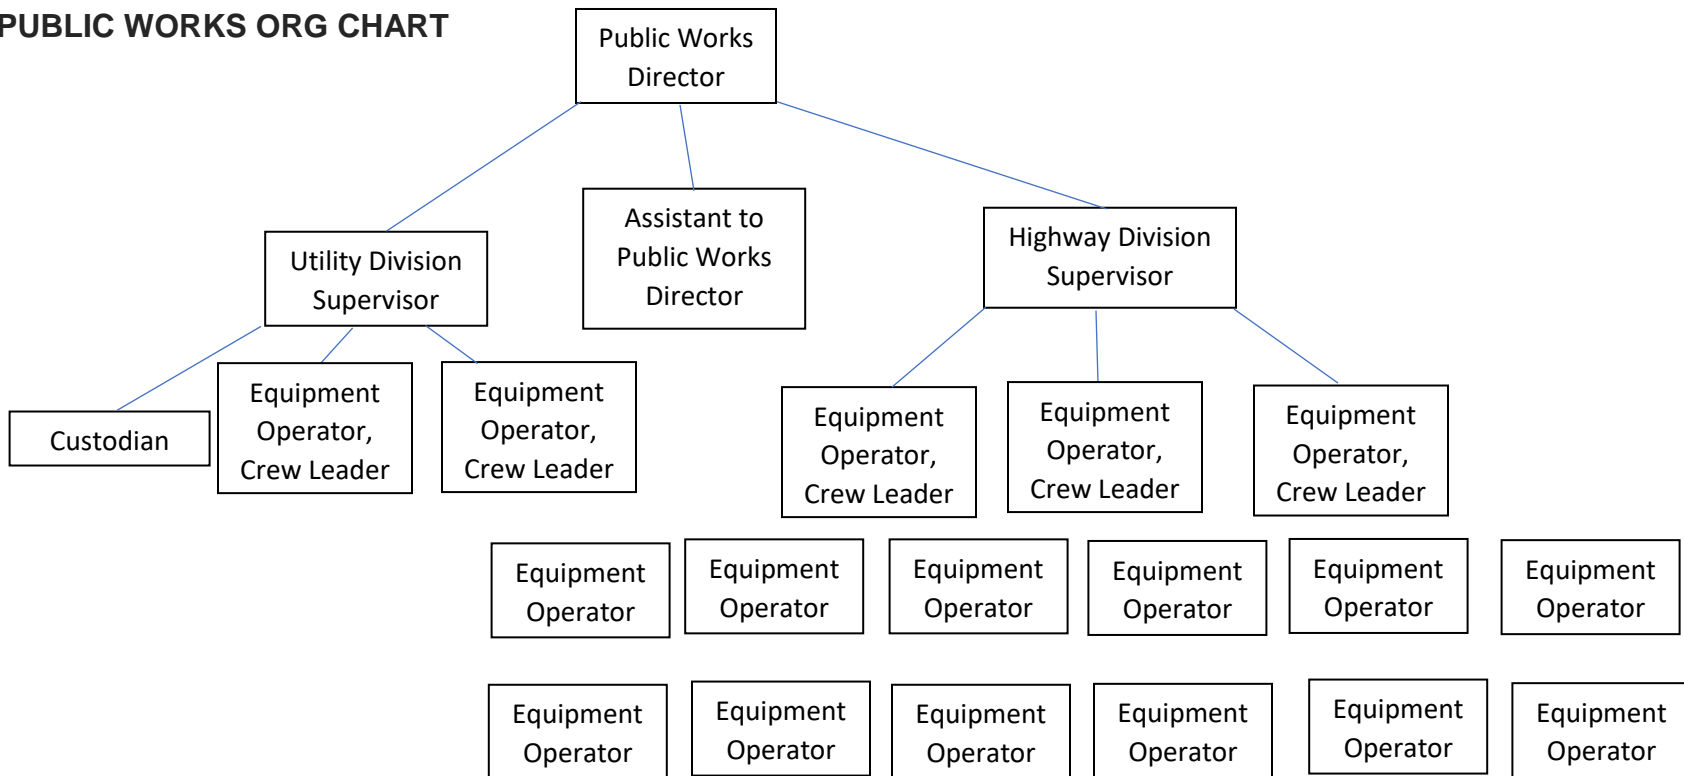 PUBLIC WORKS ORG CHART
Public Works
Director
Assistant to
Public Works
Director
Utility Division
Supervisor
Highway Division
Supervisor
Custodian
Equipment
Operator,
Crew Leader
Equipment
Operator,
Crew Leader
Equipment
Operator,
Crew Leader
Equipment
Operator,
Crew Leader
Equipment
Operator,
Crew Leader
Equipment
Operator
Equipment
Operator
Equipment
Operator
Equipment
Operator
Equipment
Operator
Equipment
Operator
Equipment
Operator
Equipment
Operator
Equipment
Operator
Equipment
Operator
Equipment
Operator
Equipment
Operator